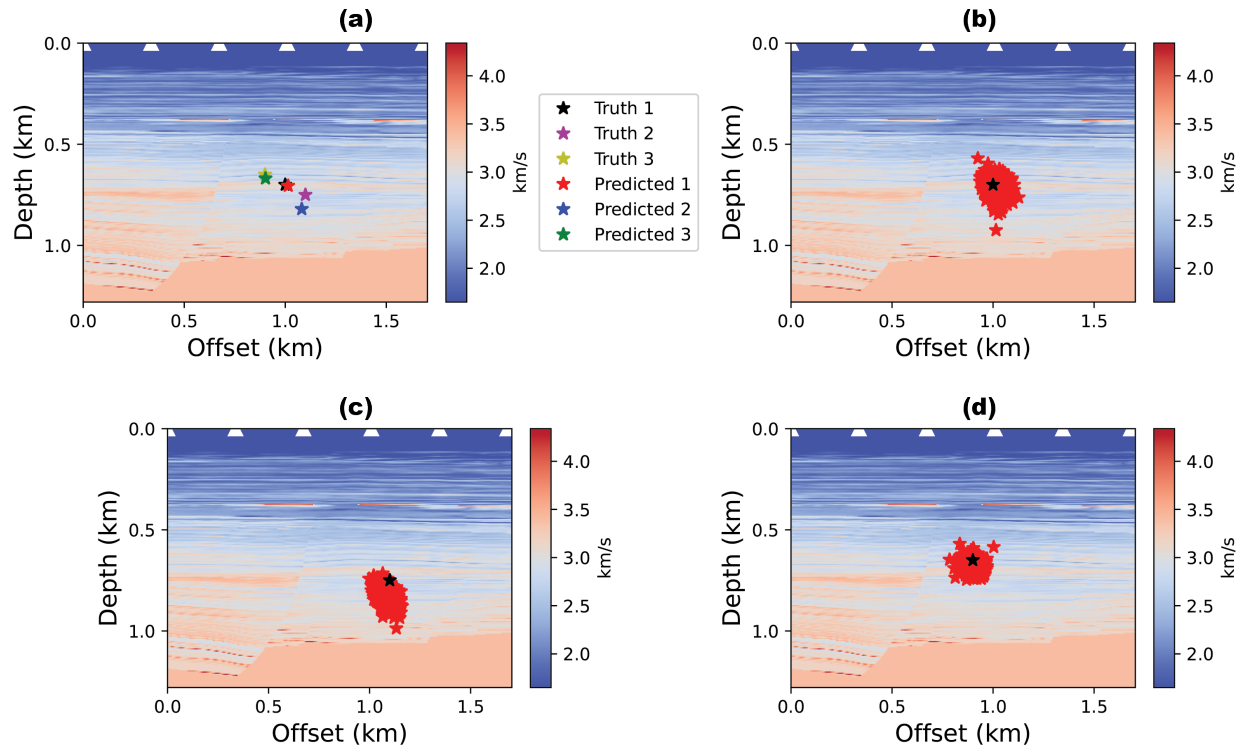 (a)
0.0
0.5
1.0
Depth (km)
0.0 0.5 1.0 1.5
Offset (km)
4.0
3.5
3.0
2.5
2.0
km/s
Truth 1
Truth 2
Truth 3
Predicted 1
Predicted 2
Predicted 3
(b)
0.0
0.5
1.0
Depth (km)
0.0 0.5 1.0 1.5
Offset (km)
4.0
3.5
3.0
2.5
2.0
km/s
(c)
0.0
0.5
1.0
Depth (km)
0.0 0.5 1.0 1.5
Offset (km)
4.0
3.5
3.0
2.5
2.0
km/s
(d)
0.0
0.5
1.0
Depth (km)
0.0 0.5 1.0 1.5
Offset (km)
4.0
3.5
3.0
2.5
2.0
km/s